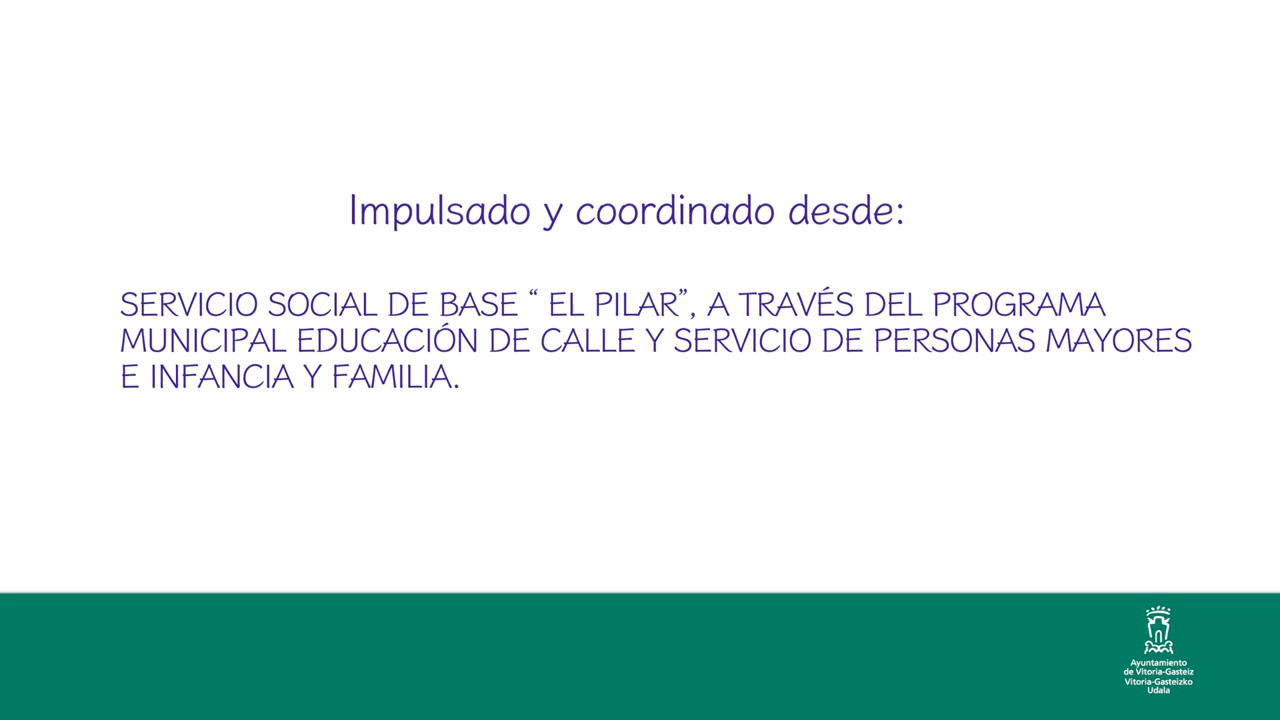 Impulsado y coordinado desde:
SERVICIO SOCIAL DE BASE “ EL PILAR”, A TRAVÉS DEL PROGRAMA
MUNICIPAL EDUCACIÓN DE CALLE Y SERVICIO DE PERSONAS MAYORES
E INFANCIA Y FAMILIA.
Ayuntamiento
de Vitoria-Gasteiz
Vitoria-Gasteizko
Udala